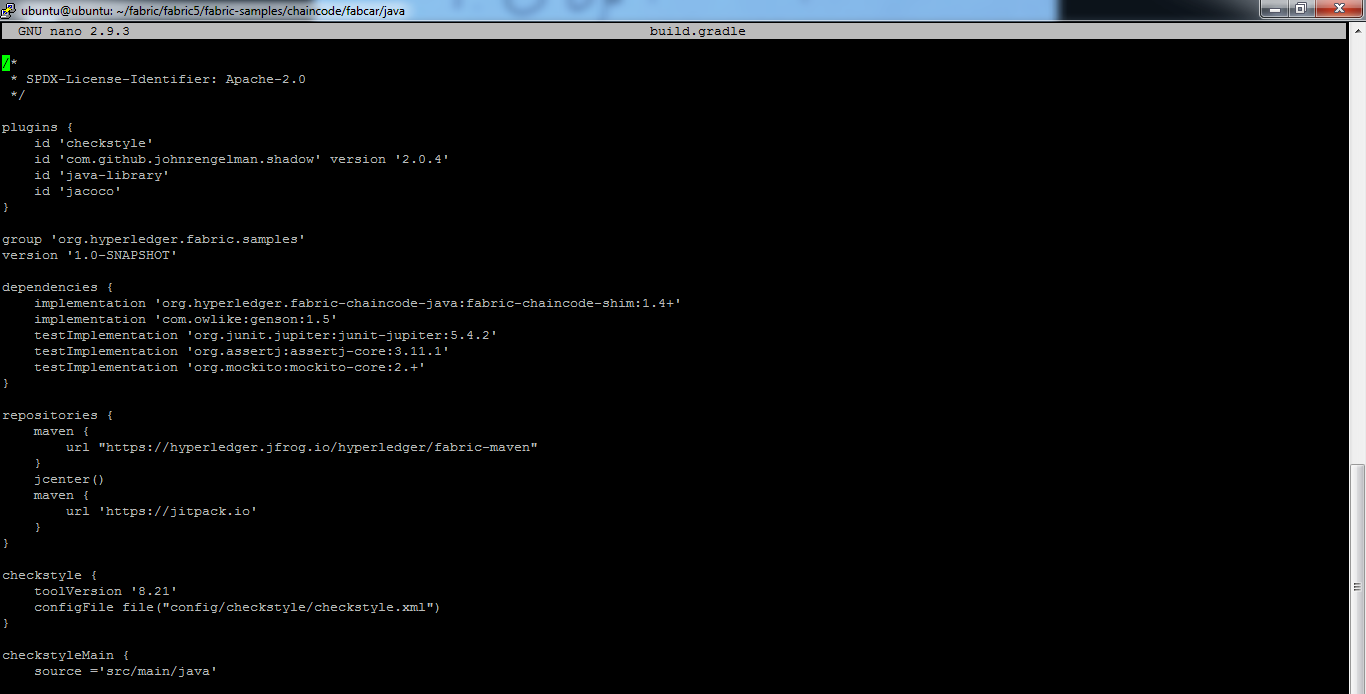 ubuntu@ubuntu: ~/fabric/fabric5/fabric-samples/chaincode/fabcar/java
GNU nano 2.9.3 build.gradle
/*
 * SPDX-License-Identifier: Apache-2.0
 */
plugins {
    id 'checkstyle'
    id 'com.github.johnrengelman.shadow' version '2.0.4'
    id 'java-library'
    id 'jacoco'
}
group 'org.hyperledger.fabric.samples'
version '1.0-SNAPSHOT'
dependencies {
    implementation 'org.hyperledger.fabric-chaincode-java:fabric-chaincode-shim:1.4+'
    implementation 'com.owlike:genson:1.5'
    testImplementation 'org.junit.jupiter:junit-jupiter:5.4.2'
    testImplementation 'org.assertj:assertj-core:3.11.1'
    testImplementation 'org.mockito:mockito-core:2.+'
}
repositories {
    maven {
        url "https://hyperledger.jfrog.io/hyperledger/fabric-maven"
    }
    jcenter()
    maven {
        url 'https://jitpack.io'
    }
}
checkstyle {
    toolVersion '8.21'
    configFile file("config/checkstyle/checkstyle.xml")
}
checkstyleMain {
    source ='src/main/java'